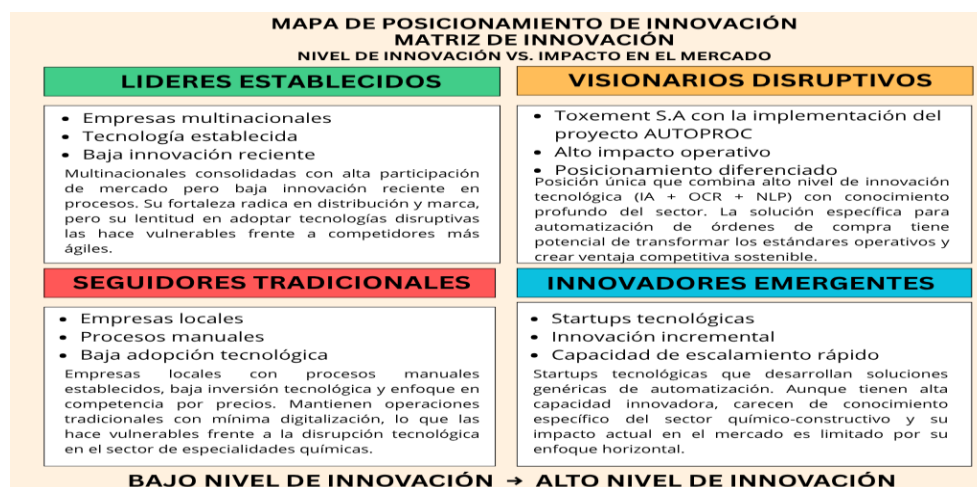 MAPA DE POSICIONAMIENTO DE INNOVACIÓN
MATRIZ DE INNOVACIÓN
NIVEL DE INNOVACIÓN VS. IMPACTO EN EL MERCADO
LIDERES ESTABLECIDOS
• Empresas multinacionales
• Tecnología establecida
• Baja innovación reciente
Multinacionales consolidadas con alta participación
de mercado pero baja innovación reciente en
procesos. Su fortaleza radica en distribución y marca,
pero su lentitud en adoptar tecnologías disruptivas
las hace vulnerables frente a competidores más
ágiles.
VISIONARIOS DISRUPTIVOS
• Toxement S.A con la implementación del
proyecto AUTOPROC
• Alto impacto operativo
• Posicionamiento diferenciado
Posición única que combina alto nivel de innovación
tecnológica (IA + OCR + NLP) con conocimiento
profundo del sector. La solución específica para
automatización de órdenes de compra tiene
potencial de transformar los estándares operativos y
crear ventaja competitiva sostenible.
SEGUIDORES TRADICIONALES
• Empresas locales
• Procesos manuales
• Baja adopción tecnológica
Empresas locales con procesos manuales
establecidos, baja inversión tecnológica y enfoque en
competencia por precios. Mantienen operaciones
tradicionales con mínima digitalización, lo que las
hace vulnerables frente a la disrupción tecnológica
en el sector de especialidades químicas.
INNOVADORES EMERGENTES
• Startups tecnológicas
• Innovación incremental
• Capacidad de escalamiento rápido
Startups tecnológicas que desarrollan soluciones
genéricas de automatización. Aunque tienen alta
capacidad innovadora, carecen de conocimiento
específico del sector químico-constructivo y su
impacto actual en el mercado es limitado por su
enfoque horizontal.
BAJO NIVEL DE INNOVACIÓN → ALTO NIVEL DE INNOVACIÓN